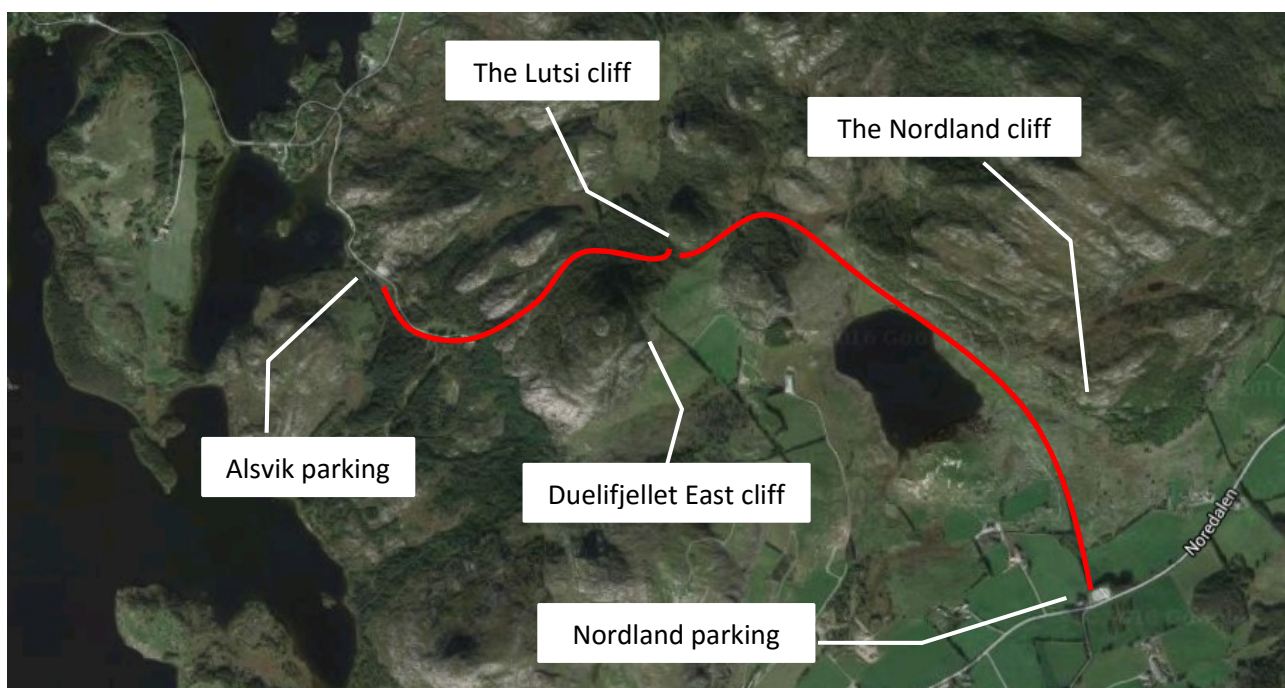 The Lutsi cliff
The Nordland cliff
Alsvik parking
Duelifjellet East cliff
Noredalen
Nordland parking